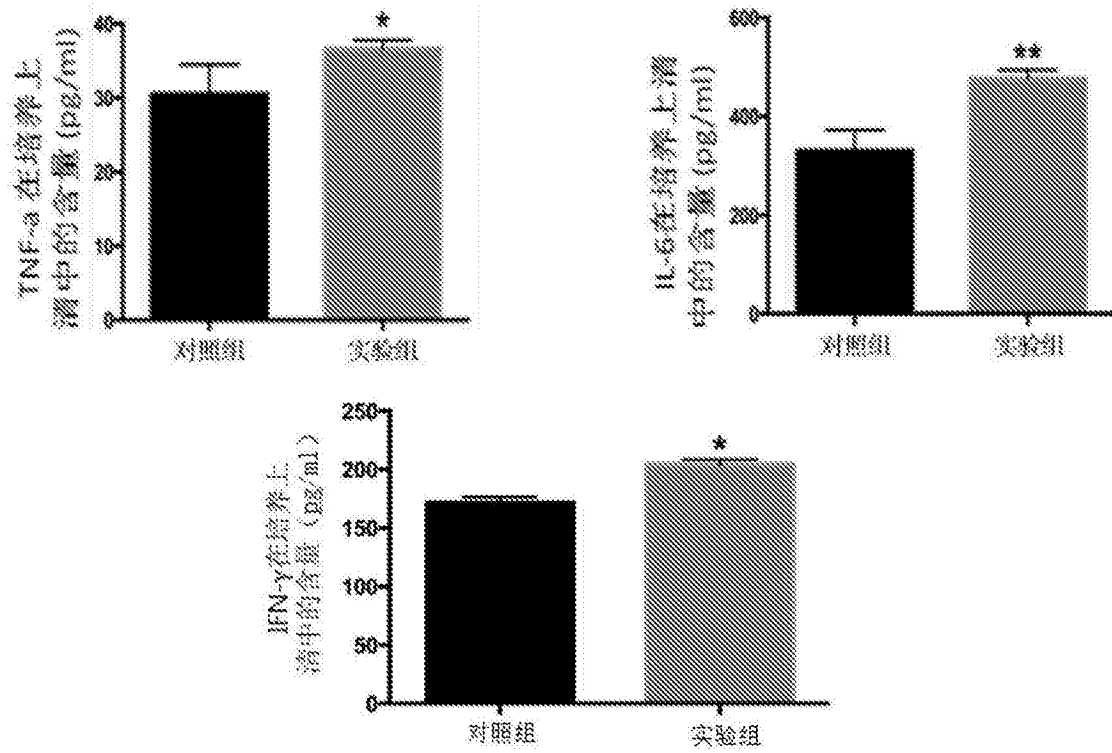 TNF-a 在培养上
清中的含量 (pg/ml)
40
30
20
10
0
*
对照组
实验组
IL-6在培养上清
中的含量 (pg/ml)
600
400
200
0
**
对照组
实验组
IFN-γ在培养上
清中的含量（pg/ml）
250
200
150
100
50
0
*
对照组
实验组